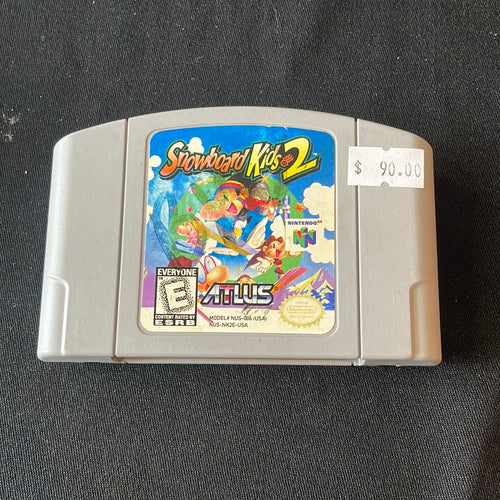 Snowboard Kids 2
$ 90.00
NINTENDO 64
N
EVERYONE
E
CONTENT RATED BY
ESRB
ATLUS
MODEL# NUS-006 (USA)
NUS-NK2E-USA
Nintendo